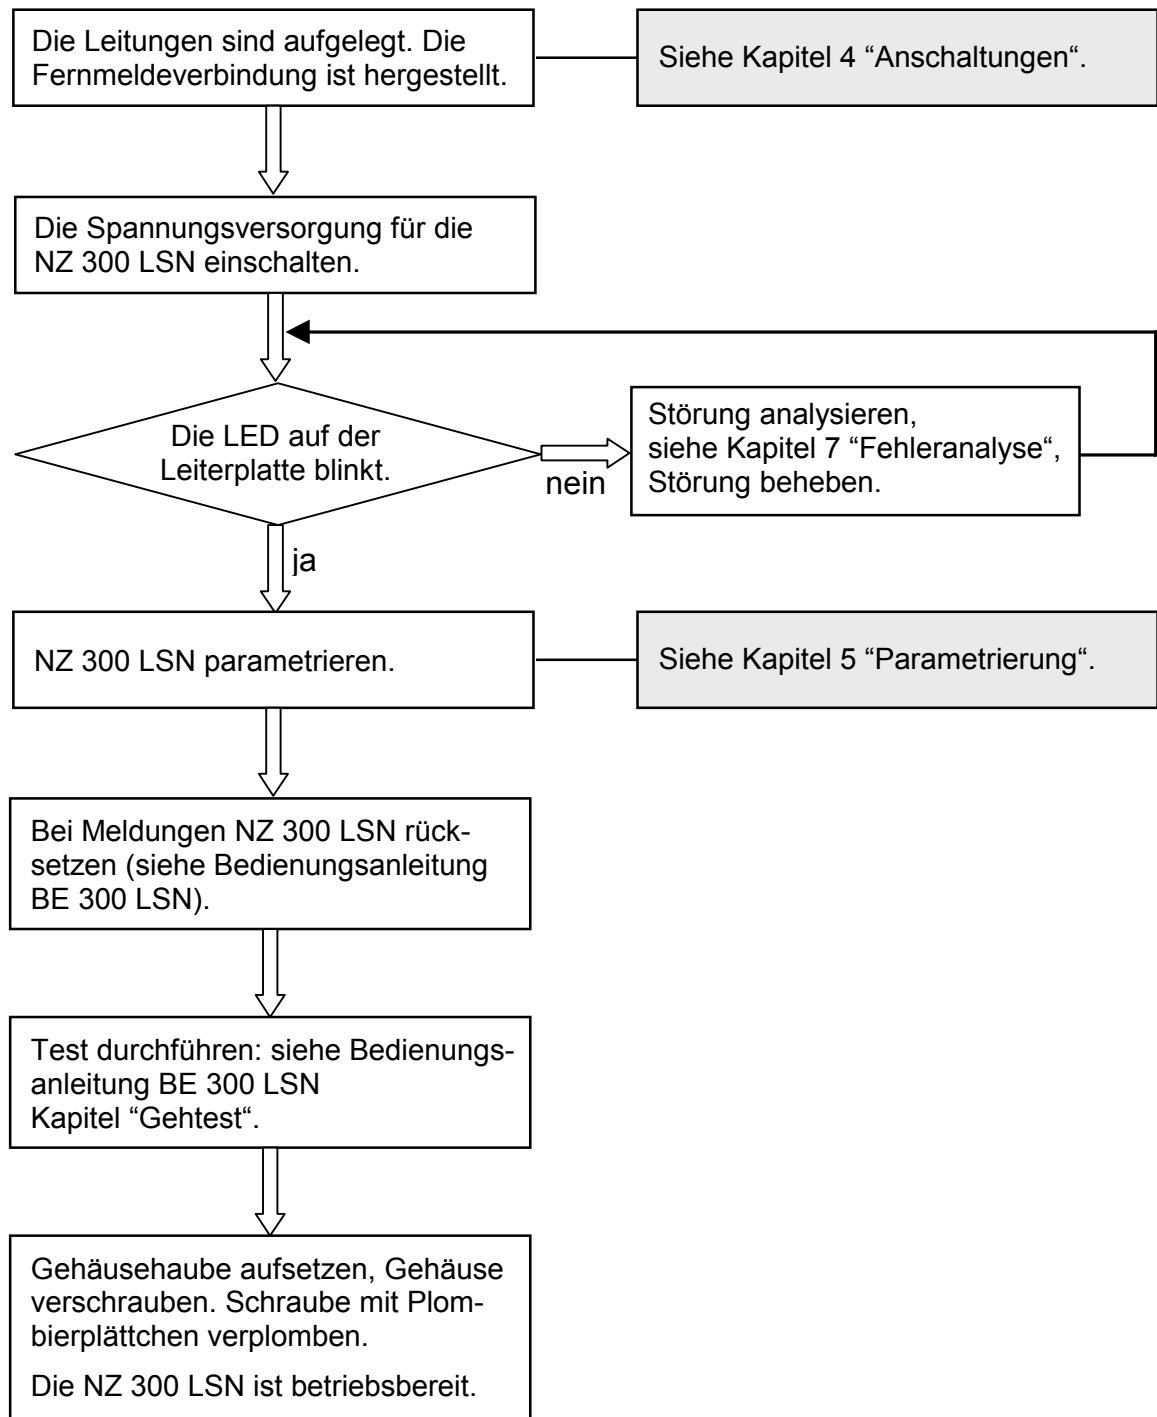 Die Leitungen sind aufgelegt. Die
Fernmeldeverbindung ist hergestellt.
Siehe Kapitel 4 “Anschaltungen“.
Die Spannungsversorgung für die
NZ 300 LSN einschalten.
Die LED auf der
Leiterplatte blinkt.
nein
Störung analysieren,
siehe Kapitel 7 “Fehleranalyse“,
Störung beheben.
ja
NZ 300 LSN parametrieren.
Siehe Kapitel 5 “Parametrierung“.
Bei Meldungen NZ 300 LSN rück-
setzen (siehe Bedienungsanleitung
BE 300 LSN).
Test durchführen: siehe Bedienungs-
anleitung BE 300 LSN
Kapitel “Gehtest“.
Gehäusehaube aufsetzen, Gehäuse
verschrauben. Schraube mit Plom-
bierplättchen verplomben.
Die NZ 300 LSN ist betriebsbereit.